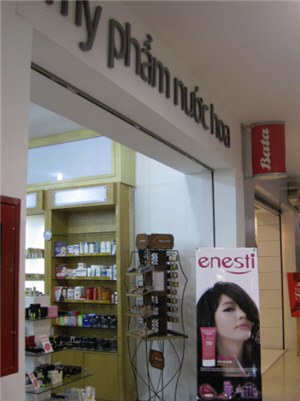 mỹ phẩm nước hoa
Bata
enesti